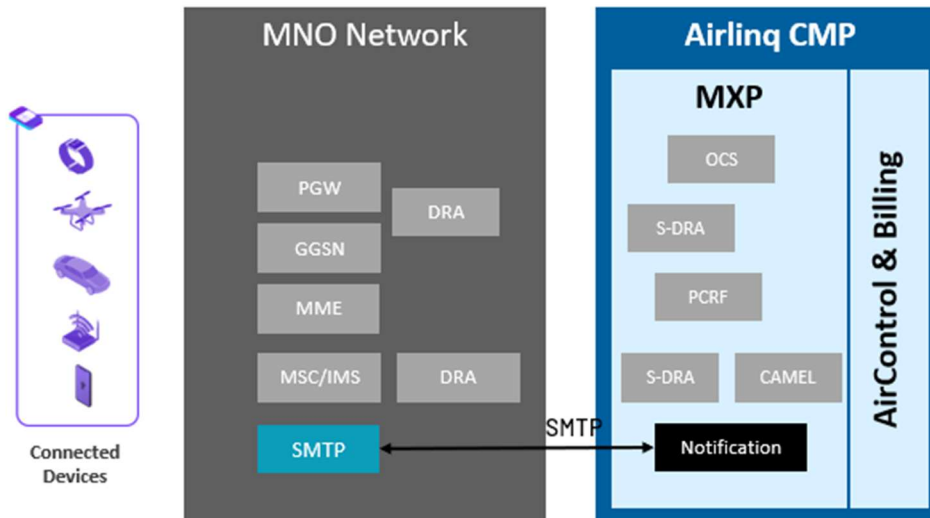 MNO Network
PGW
DRA
GGSN
MME
MSC/IMS
DRA
SMTP
SMTP
Airlinq CMP
MXP
OCS
S-DRA
PCRF
S-DRA
CAMEL
Notification
AirControl & Billing
Connected
Devices